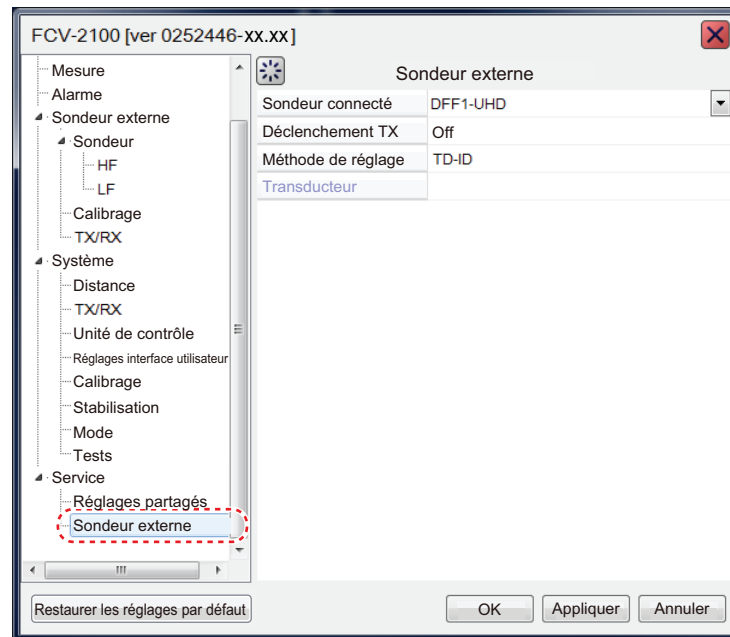 FCV-2100 [ver 0252446-xx.xx]
Mesure
Alarme
Sondeur externe
Sondeur
HF
LF
Calibrage
TX/RX
Système
Distance
TX/RX
Unité de contrôle
Réglages interface utilisateur
Calibrage
Stabilisation
Mode
Tests
Service
Réglages partagés
Sondeur externe
Restaurer les réglages par défaut
Sondeur externe
Sondeur connecté DFF1-UHD
Déclenchement TX Off
Méthode de réglage TD-ID
Transducteur
OK Appliquer Annuler